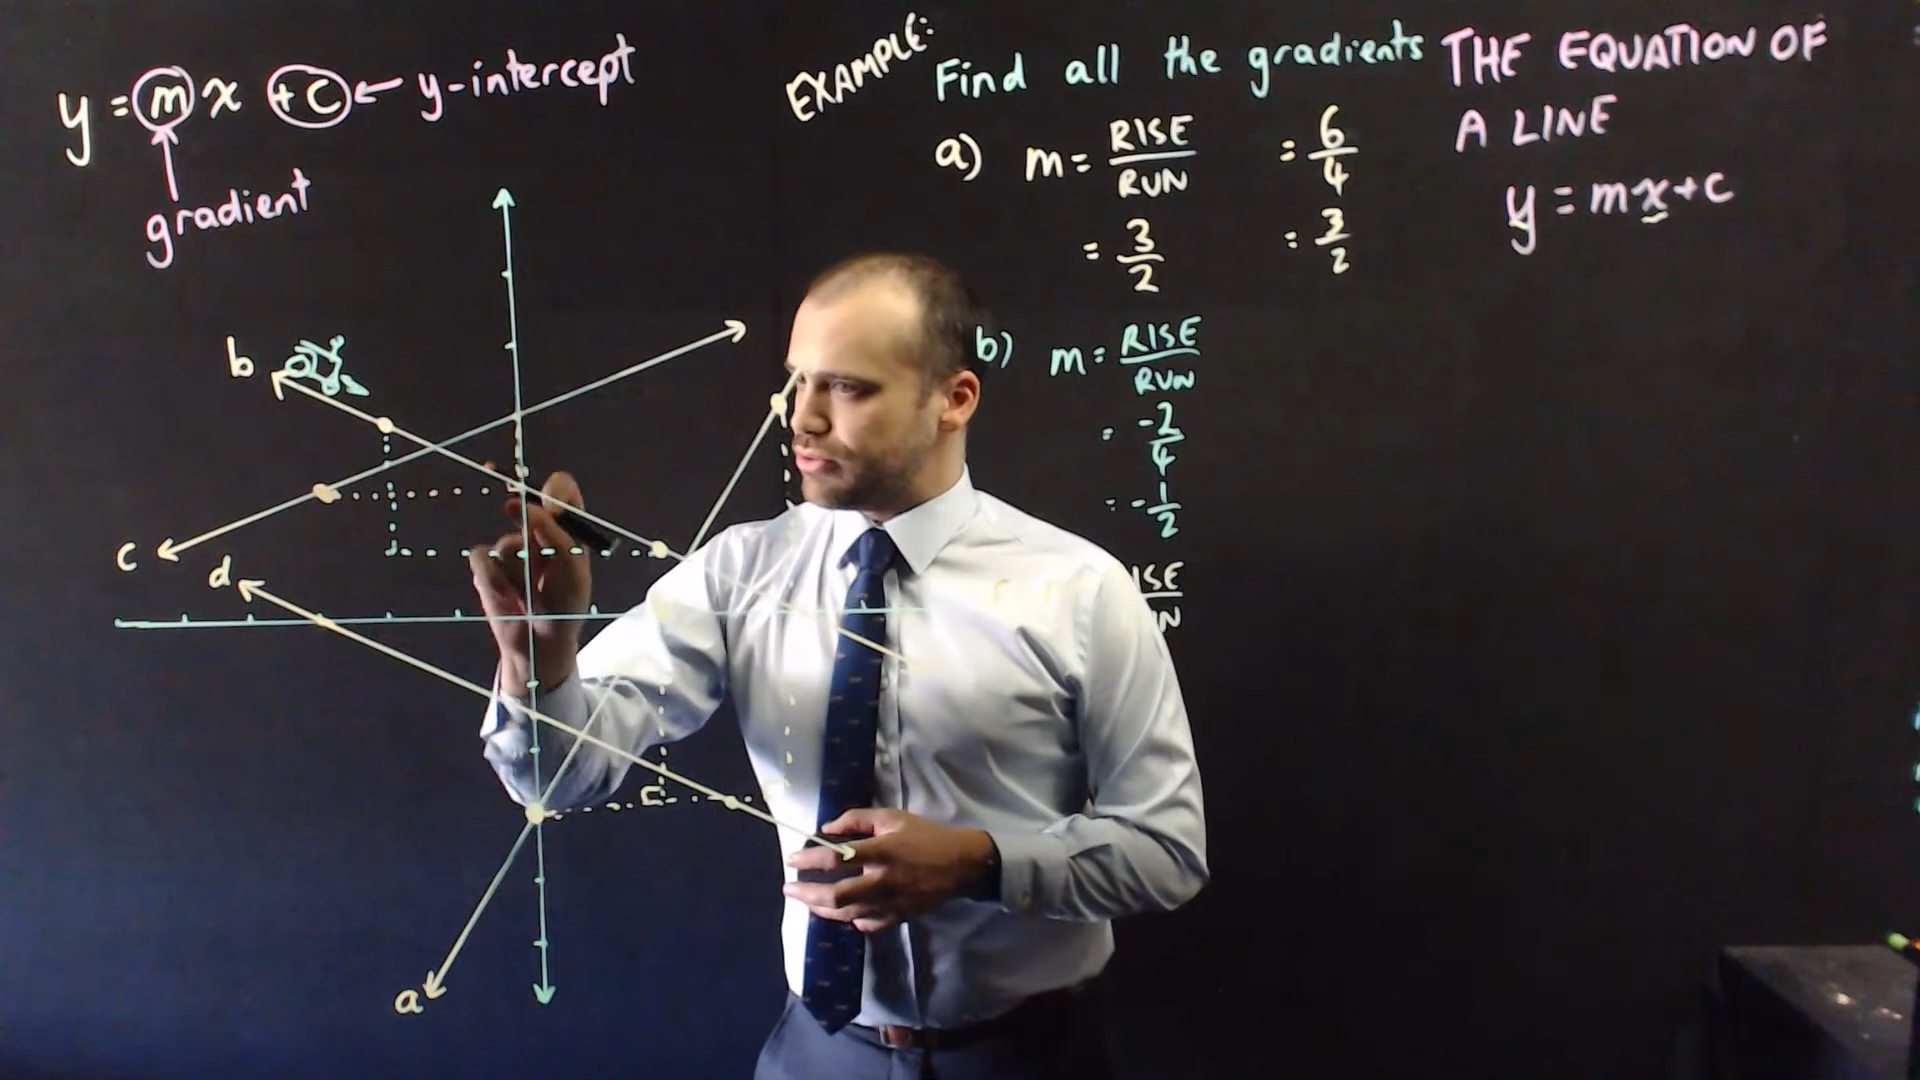 y = mx + c ← y-intercept
gradient
EXAMPLE: Find all the gradients
a) m = RISE/RUN = 6/4
= 3/2 = 3/2
b) m = RISE/RUN
= -2/4
= -1/2
THE EQUATION OF
A LINE
y = mx + c
b
c
d
a